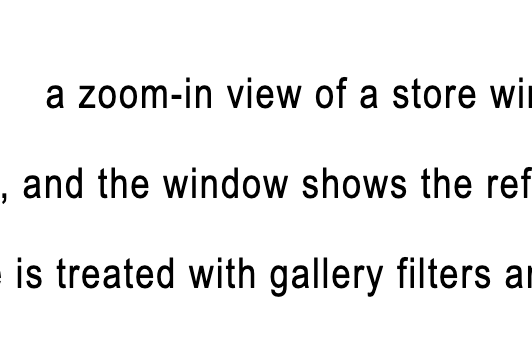 a zoom-in view of a store
, and the window shows the
is treated with gallery filters